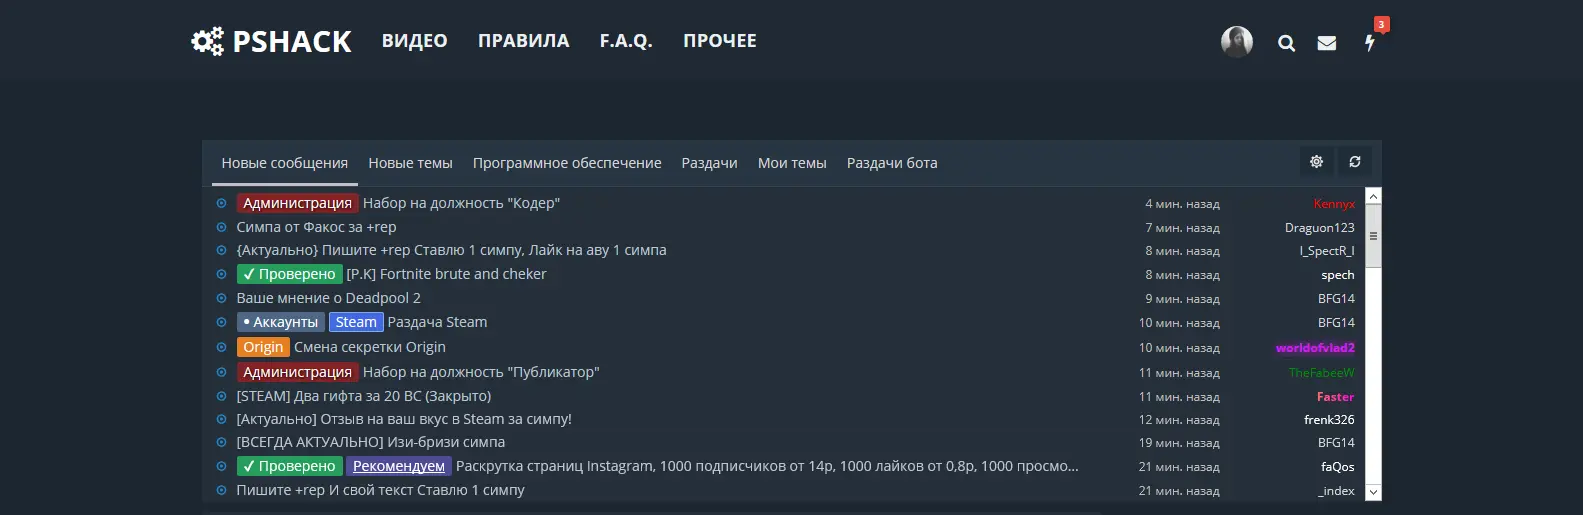 3
PSHACK ВИДЕО ПРАВИЛА F.A.Q. ПРОЧЕЕ
Новые сообщения Новые темы Программное обеспечение Раздачи Мои темы Раздачи бота
Администрация Набор на должность "Кодер" 4 мин. назад Kennyx
Симпа от Факос за +rep 7 мин. назад Draguon123
{Актуально} Пишите +rep Ставлю 1 симпу, Лайк на аву 1 симпа 8 мин. назад I_SpectR_I
✓ Проверено [P.K] Fortnite brute and cheker 8 мин. назад spech
Ваше мнение о Deadpool 2 9 мин. назад BFG14
• Аккаунты Steam Раздача Steam 10 мин. назад BFG14
Origin Смена секретки Origin 10 мин. назад worldofvlad2
Администрация Набор на должность "Публикатор" 11 мин. назад TheFabeeW
[STEAM] Два гифта за 20 BC (Закрыто) 11 мин. назад Faster
[Актуально] Отзыв на ваш вкус в Steam за симпу! 12 мин. назад frenk326
[ВСЕГДА АКТУАЛЬНО] Изи-бризи симпа 19 мин. назад BFG14
✓ Проверено Рекомендуем Раскрутка страниц Instagram, 1000 подписчиков от 14р, 1000 лайков от 0,8р, 1000 просмо... 21 мин. назад faQos
Пишите +rep И свой текст Ставлю 1 симпу 21 мин. назад _index